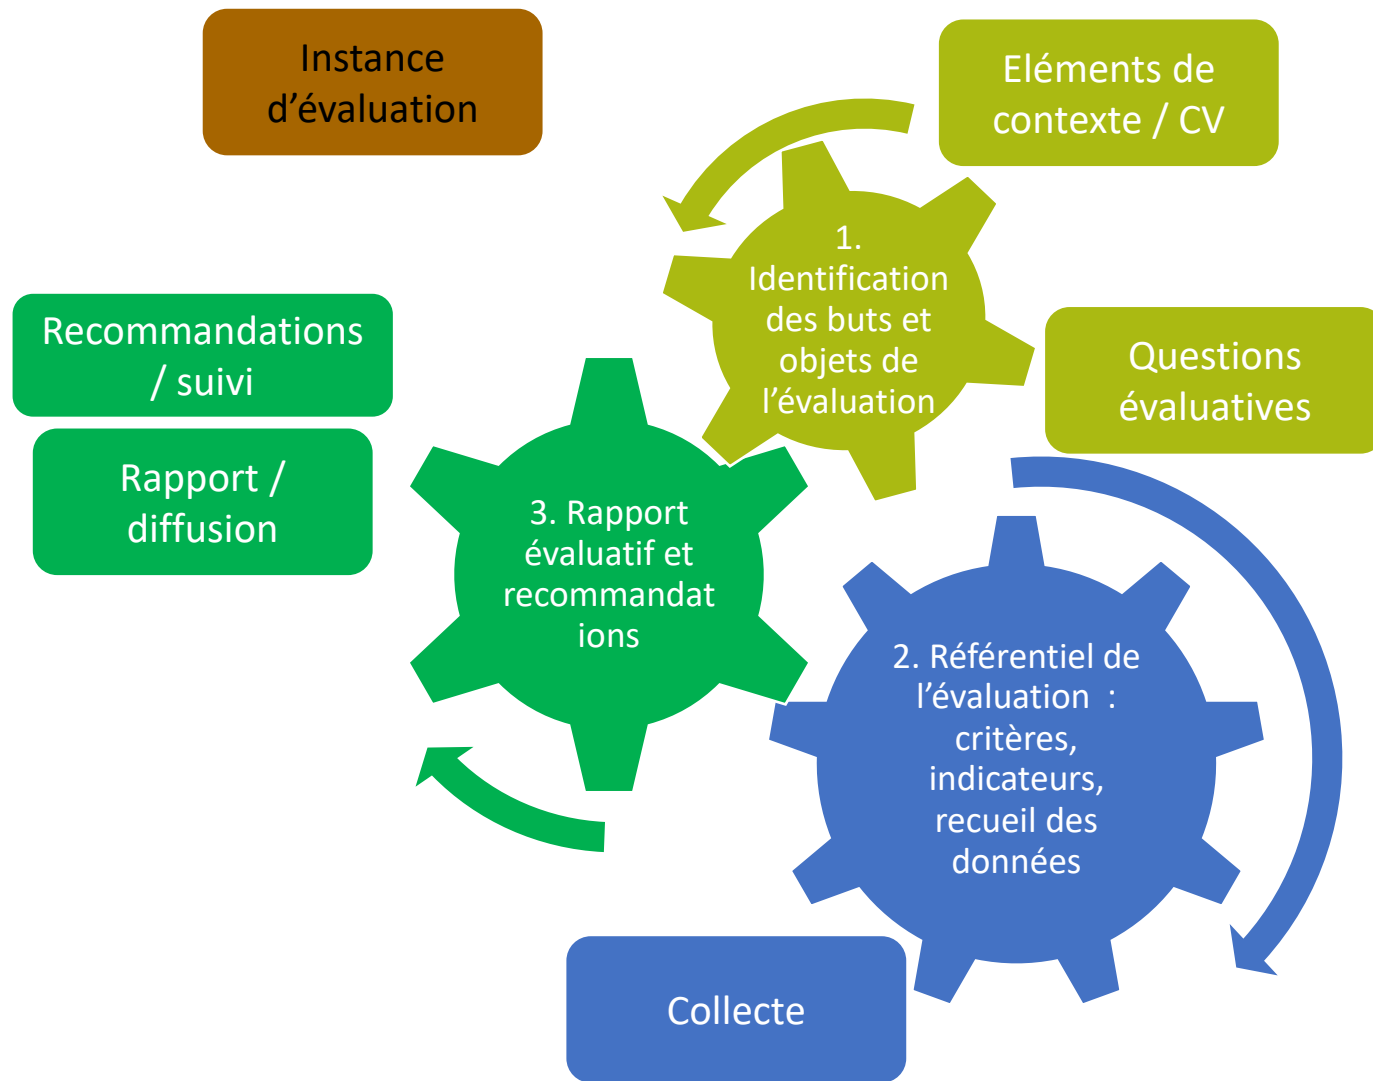 Instance
d’évaluation
Eléments de
contexte / CV
1.
Identification
des buts et
objets de
l’évaluation
Questions
évaluatives
Recommandations
/ suivi
Rapport /
diffusion
3. Rapport
évaluatif et
recommandat
ions
2. Référentiel de
l’évaluation  :
critères,
indicateurs,
recueil des
données
Collecte